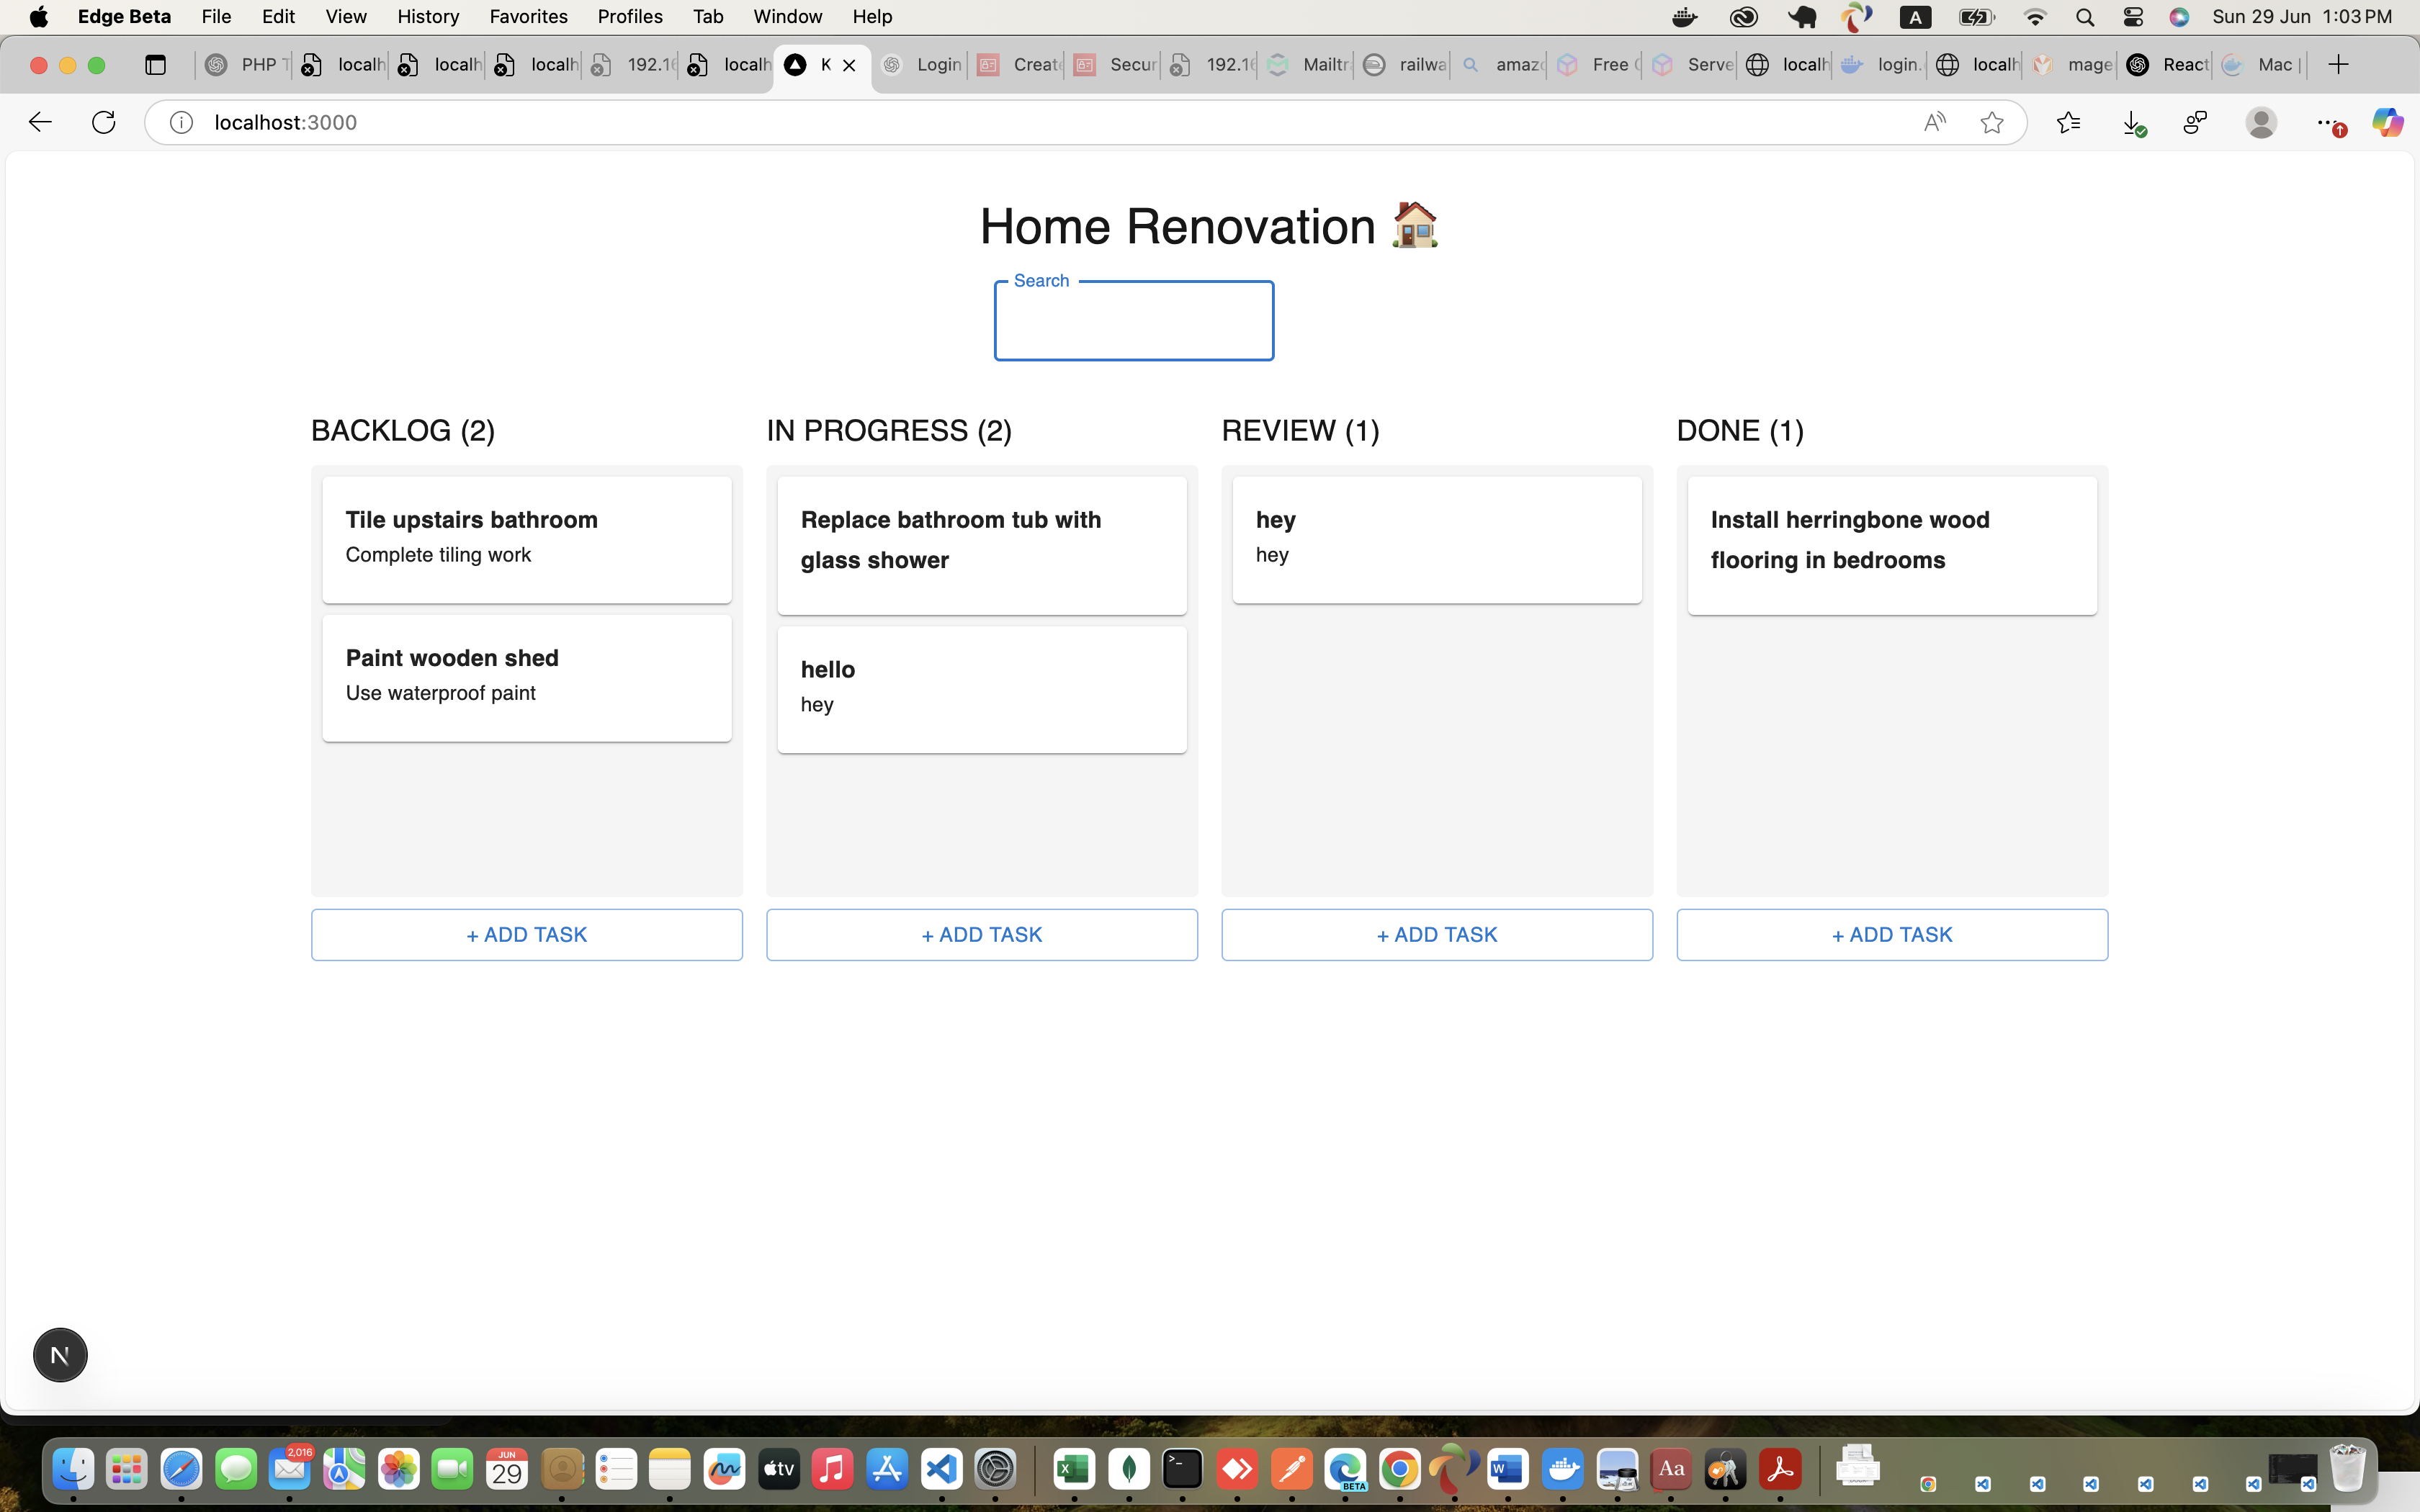 Edge Beta File Edit View History Favorites Profiles Tab Window Help A Sun 29 Jun 1:03 PM
PHP T localh localh localh 192.16 localh K Login Create Secur 192.16 Mailtr railwa amazo Free Serve localh login. localh mage React Mac |
localhost:3000
Home Renovation
Search
BACKLOG (2)
Tile upstairs bathroom
Complete tiling work
Paint wooden shed
Use waterproof paint
+ ADD TASK
IN PROGRESS (2)
Replace bathroom tub with
glass shower
hello
hey
+ ADD TASK
REVIEW (1)
hey
hey
+ ADD TASK
DONE (1)
Install herringbone wood
flooring in bedrooms
+ ADD TASK
N
2,016
JUN
29
tv
BETA
Aa